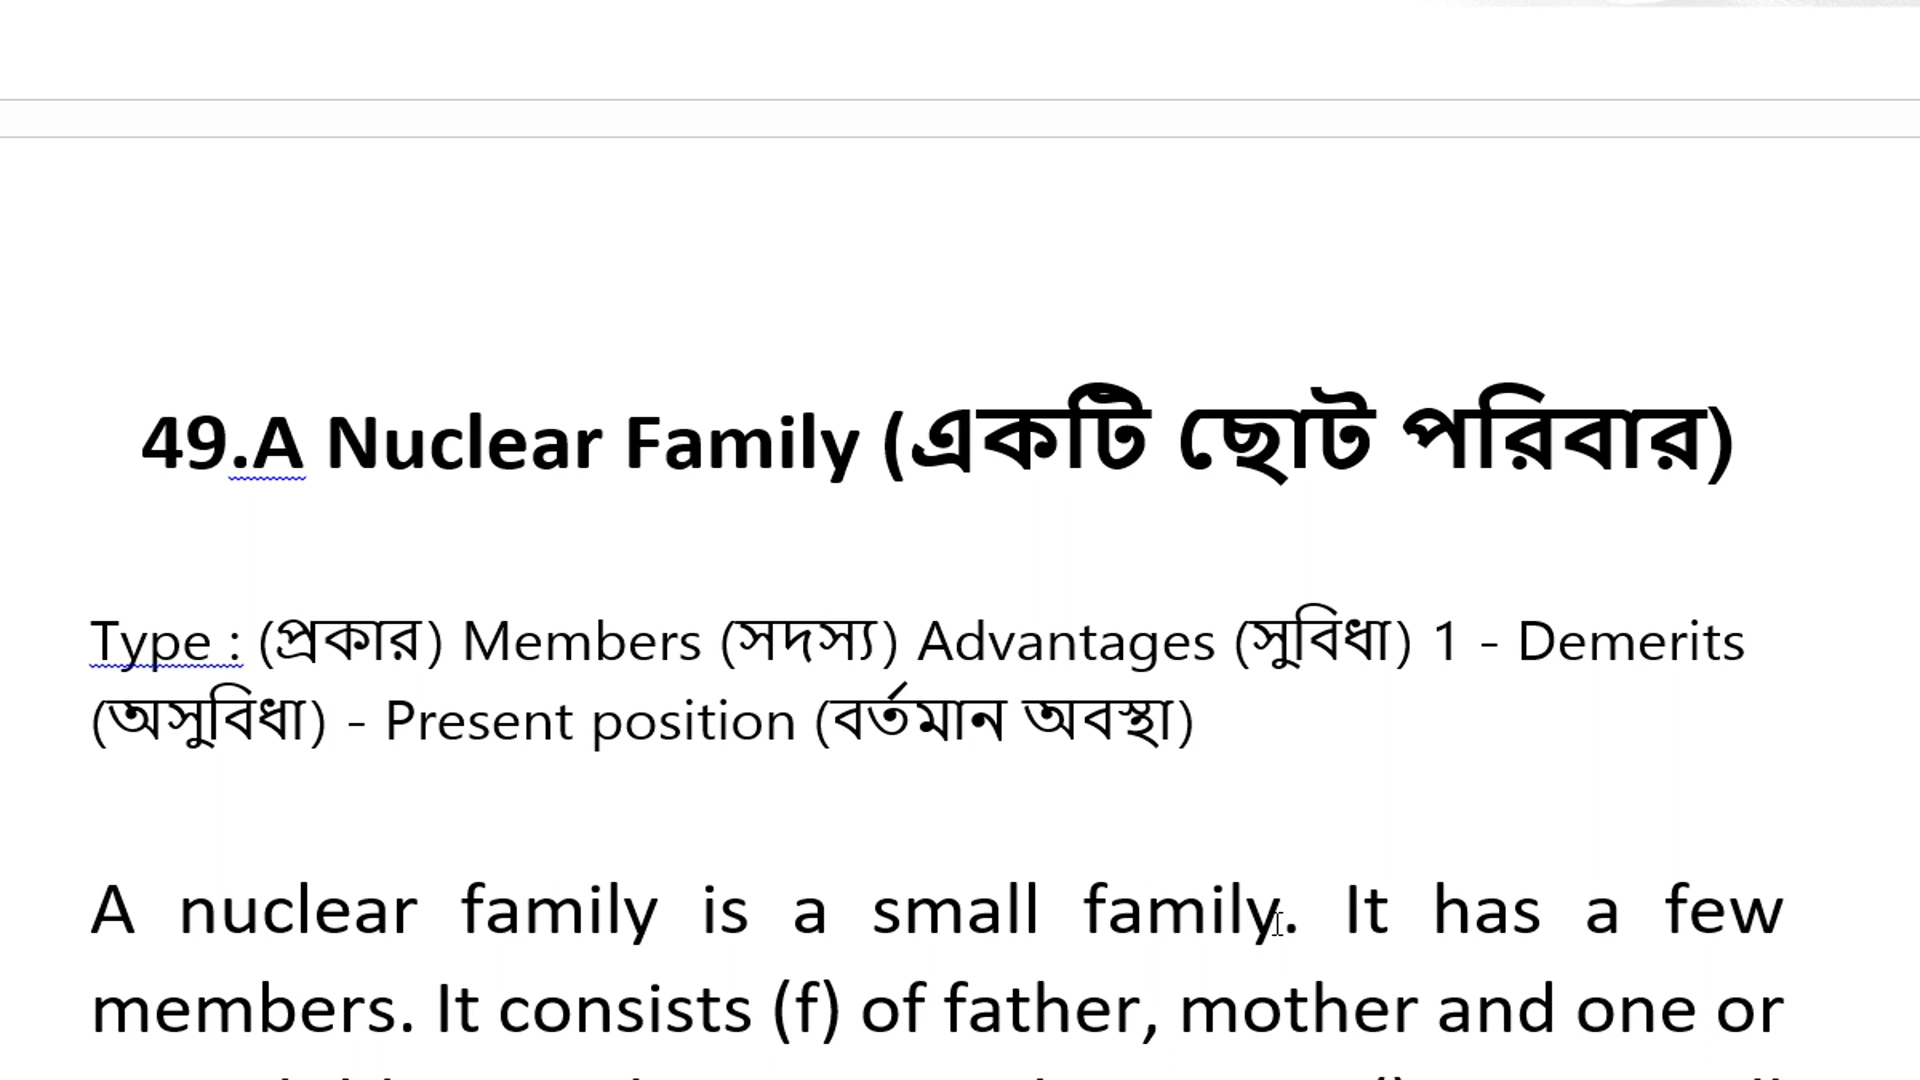 49.A Nuclear Family (একটি ছোট পরিবার)
Type : (প্রকার) Members (সদস্য) Advantages (সুবিধা) 1 - Demerits
(অসুবিধা) - Present position (বর্তমান অবস্থা)
A nuclear family is a small family. It has a few
members. It consists (f) of father, mother and one or